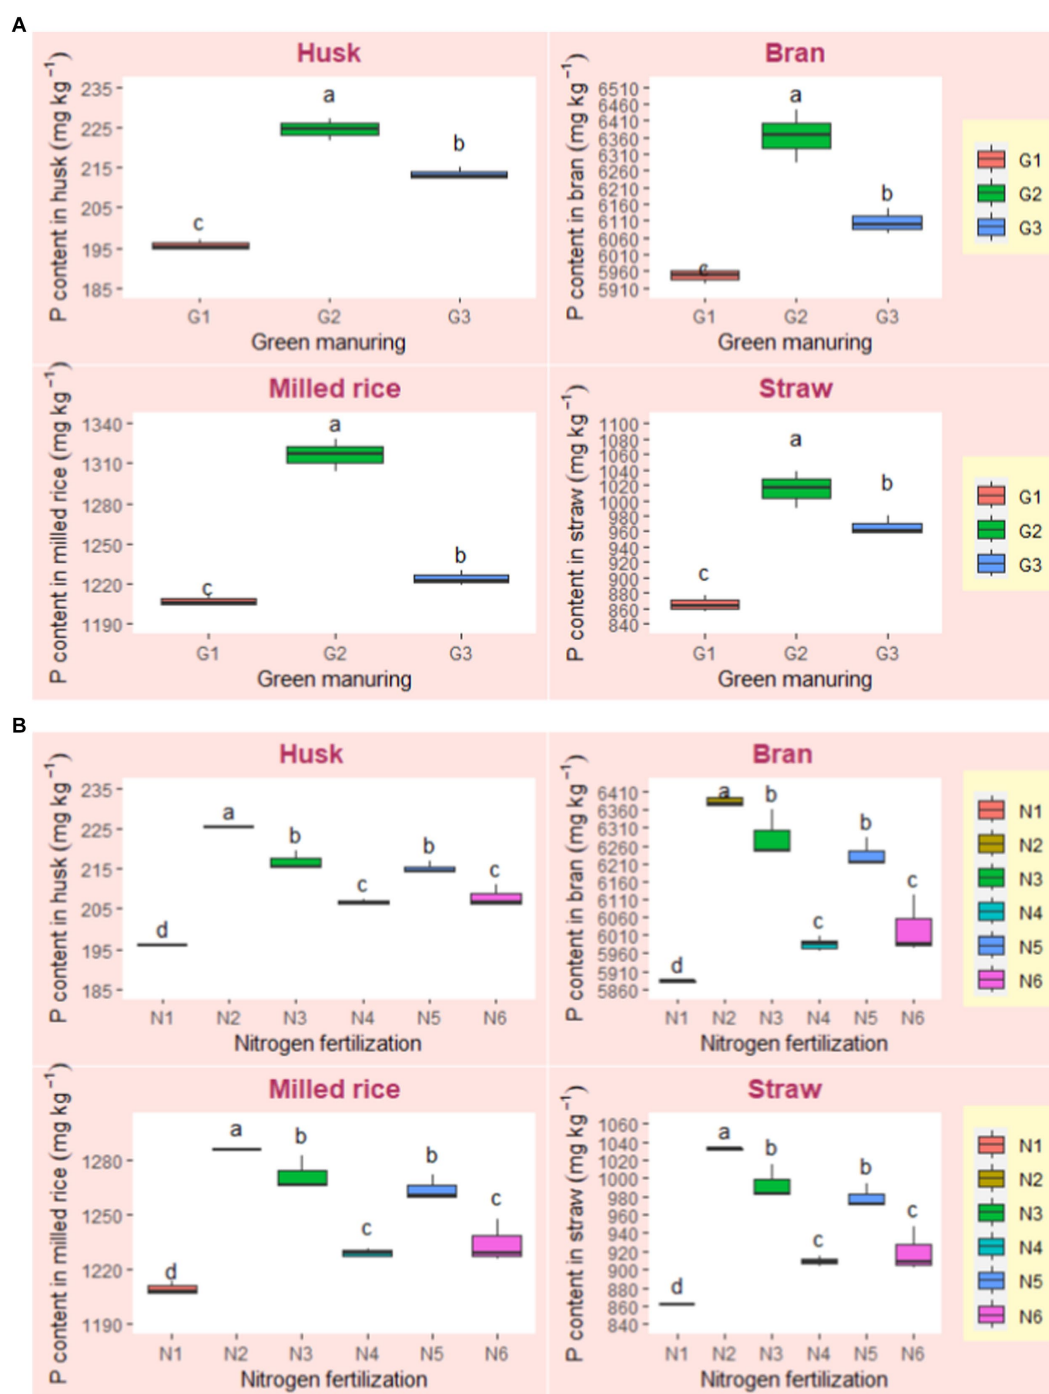 A
Husk
P content in husk (mg kg⁻¹)
235
225
215
205
195
185
c
a
b
G1 G2 G3
Green manuring
Bran
P content in bran (mg kg⁻¹)
6510
6460
6410
6360
6310
6260
6210
6160
6110
6060
6010
5960
5910
c
a
b
G1 G2 G3
Green manuring
G1
G2
G3
Milled rice
P content in milled rice (mg kg⁻¹)
1340
1310
1280
1250
1220
1190
c
a
b
G1 G2 G3
Green manuring
Straw
P content in straw (mg kg⁻¹)
1100
1080
1060
1040
1020
1000
980
960
940
920
900
880
860
840
c
a
b
G1 G2 G3
Green manuring
G1
G2
G3
B
Husk
P content in husk (mg kg⁻¹)
235
225
215
205
195
185
d
a
b
c
b
c
N1 N2 N3 N4 N5 N6
Nitrogen fertilization
Bran
P content in bran (mg kg⁻¹)
6410
6360
6310
6260
6210
6160
6110
6060
6010
5960
5910
5860
d
a
b
c
b
c
N1 N2 N3 N4 N5 N6
Nitrogen fertilization
N1
N2
N3
N4
N5
N6
Milled rice
P content in milled rice (mg kg⁻¹)
1280
1250
1220
1190
d
a
b
c
b
c
N1 N2 N3 N4 N5 N6
Nitrogen fertilization
Straw
P content in straw (mg kg⁻¹)
1060
1040
1020
1000
980
960
940
920
900
880
860
840
d
a
b
c
b
c
N1 N2 N3 N4 N5 N6
Nitrogen fertilization
N1
N2
N3
N4
N5
N6